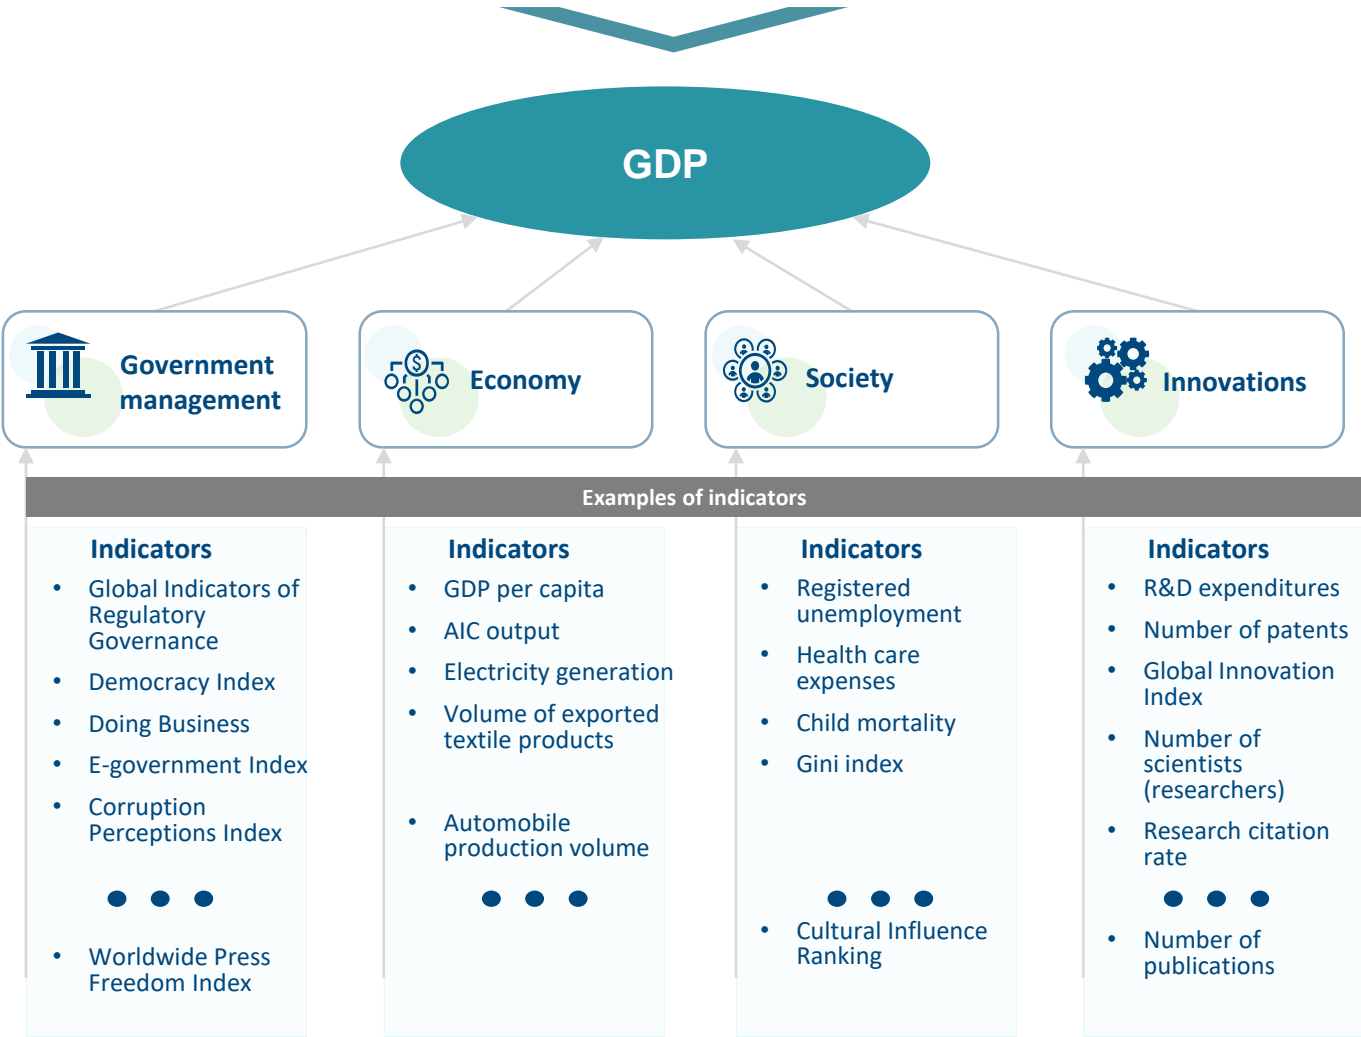 GDP
Government
management
Economy
Society
Innovations
Examples of indicators
Indicators
• Global Indicators of
Regulatory
Governance
• Democracy Index
• Doing Business
• E-government Index
• Corruption
Perceptions Index
• Worldwide Press
Freedom Index
Indicators
• GDP per capita
• AIC output
• Electricity generation
• Volume of exported
textile products
• Automobile
production volume
Indicators
• Registered
unemployment
• Health care
expenses
• Child mortality
• Gini index
• Cultural Influence
Ranking
Indicators
• R&D expenditures
• Number of patents
• Global Innovation
Index
• Number of
scientists
(researchers)
• Research citation
rate
• Number of
publications